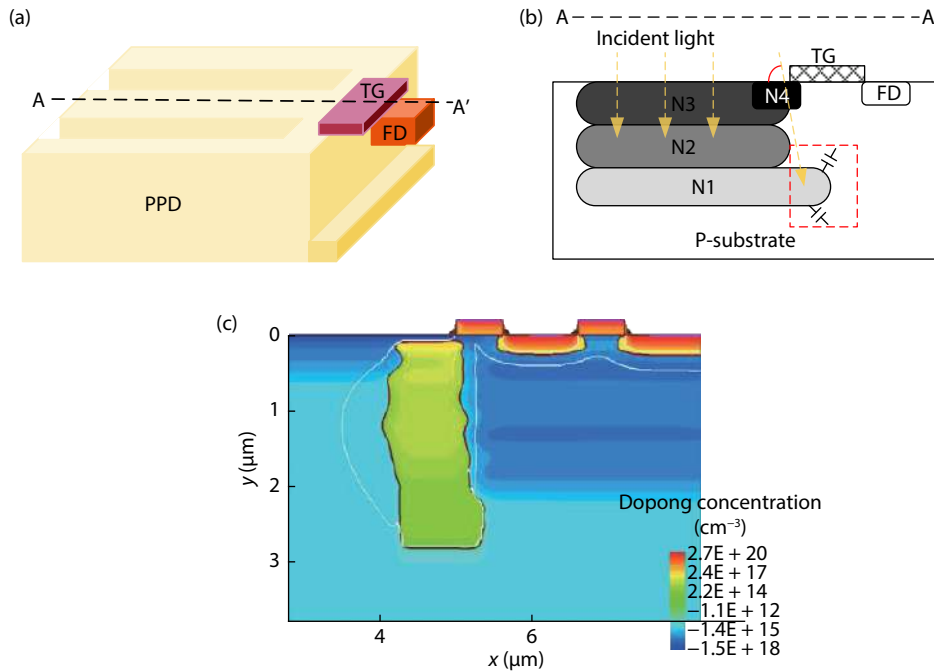 (a)
A
TG
A’
FD
PPD
(b)
A
A
Incident light
TG
N4
FD
N3
N2
N1
P-substrate
(c)
0
1
2
3
y (μm)
4
6
x (μm)
Dopong concentration
(cm−3)
2.7E + 20
2.4E + 17
2.2E + 14
−1.1E + 12
−1.4E + 15
−1.5E + 18